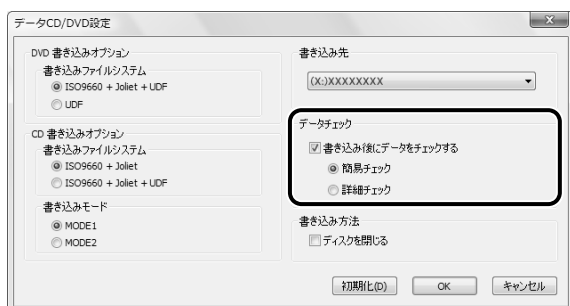 データCD/DVD設定
DVD 書き込みオプション
書き込みファイルシステム
ISO9660 + Joliet + UDF
UDF
CD 書き込みオプション
書き込みファイルシステム
ISO9660 + Joliet
ISO9660 + Joliet + UDF
書き込みモード
MODE1
MODE2
書き込み先
(X:)XXXXXXXX
データチェック
書き込み後にデータをチェックする
簡易チェック
詳細チェック
書き込み方法
ディスクを閉じる
初期化(D)
OK
キャンセル